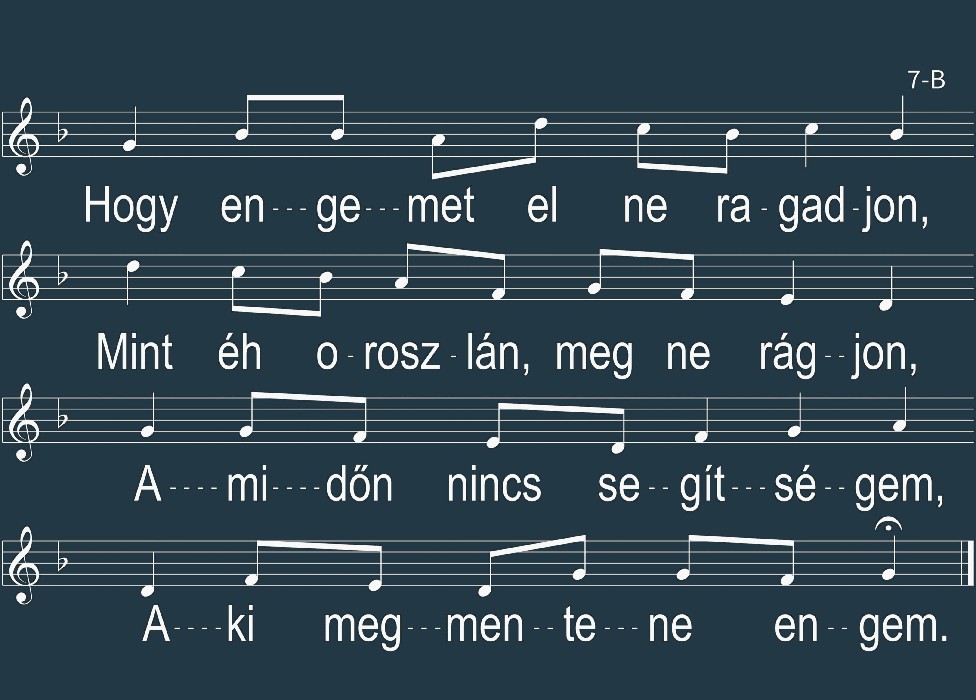 7-B
Hogy en---ge---met el ne ra-gad-jon,
Mint éh o-rosz-lán, meg ne rág--jon,
A----mi----dőn nincs se--gít---sé--gem,
A----ki meg---men--te---ne en--gem.